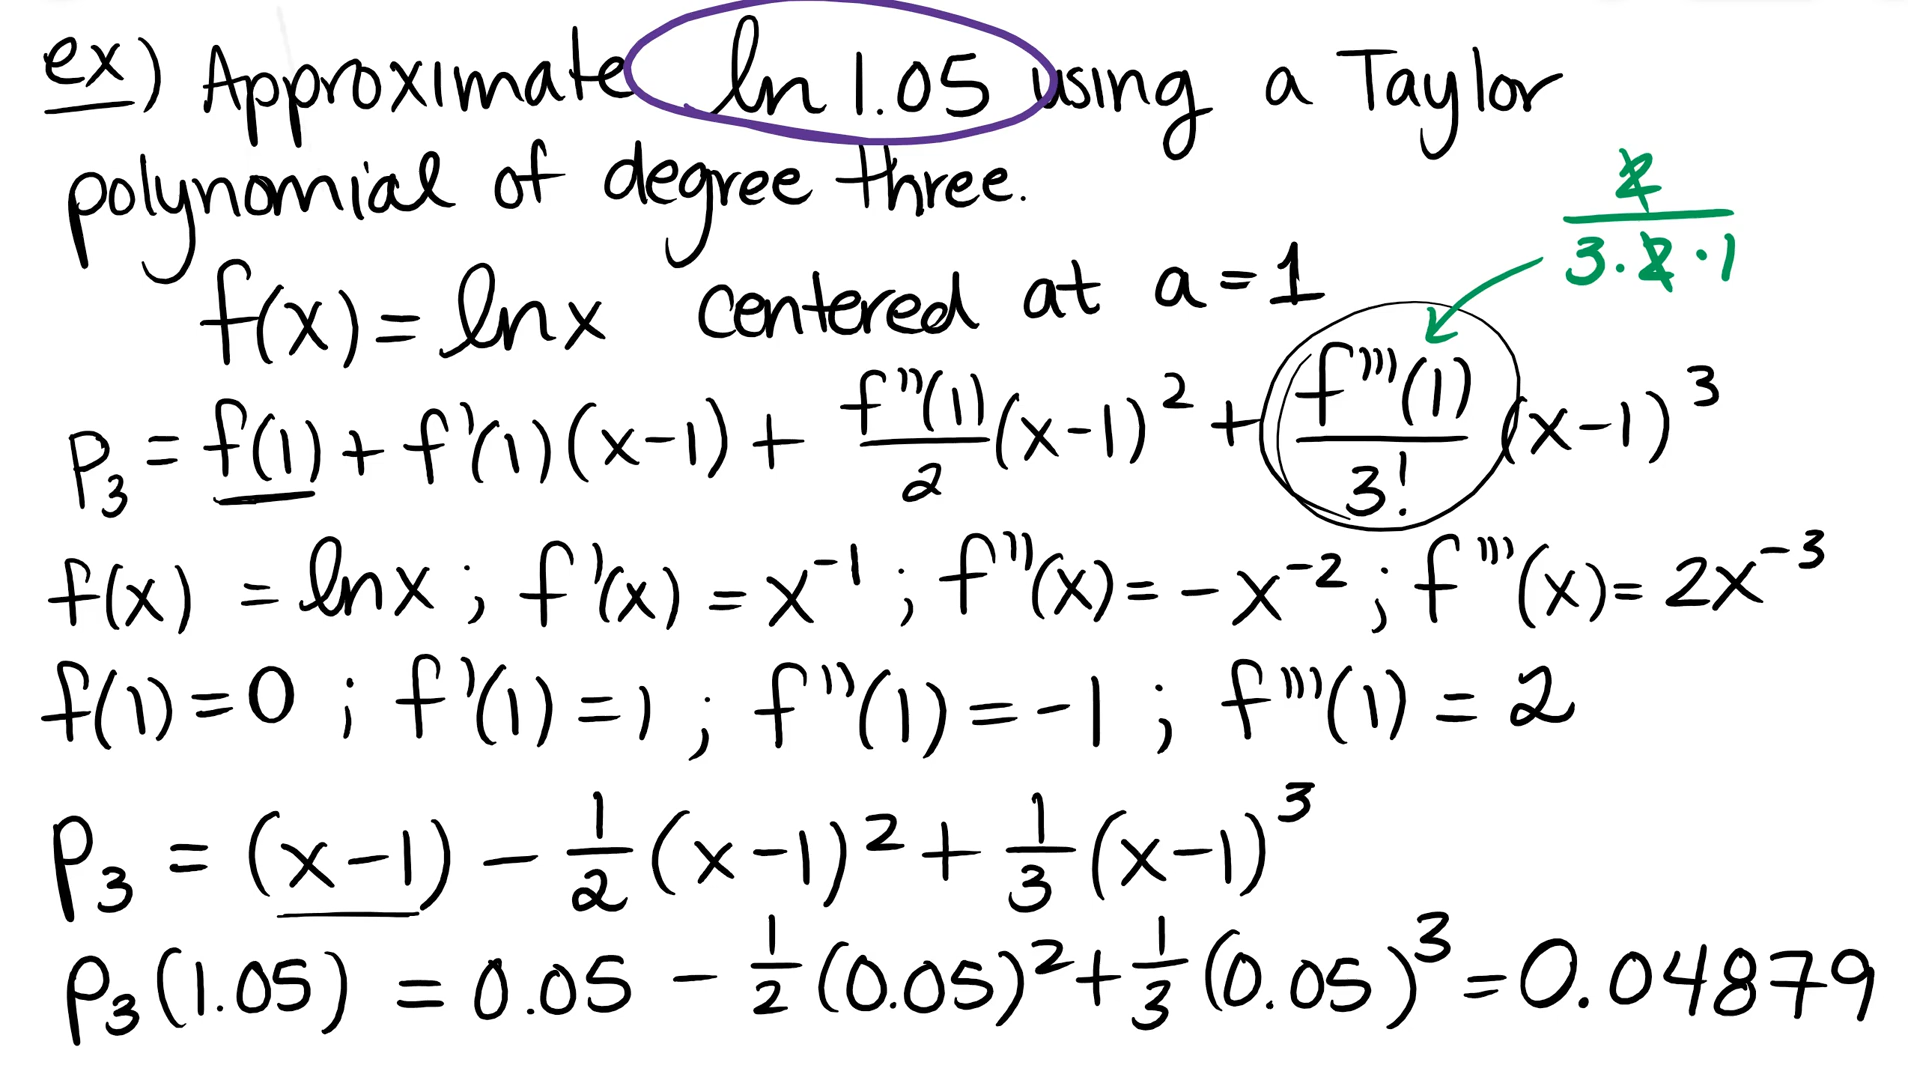 ex) Approximate ln 1.05 using a Taylor
polynomial of degree three.
2
3·2·1
f(x) = ln x centered at a = 1
p₃ = f(1) + f'(1)(x-1) + f''(1)/2 (x-1)² + f'''(1)/3! (x-1)³
f(x) = ln x ; f'(x) = x⁻¹ ; f''(x) = -x⁻² ; f'''(x) = 2x⁻³
f(1) = 0 ; f'(1) = 1 ; f''(1) = -1 ; f'''(1) = 2
p₃ = (x-1) - 1/2 (x-1)² + 1/3 (x-1)³
p₃(1.05) = 0.05 - 1/2 (0.05)² + 1/3 (0.05)³ = 0.04879